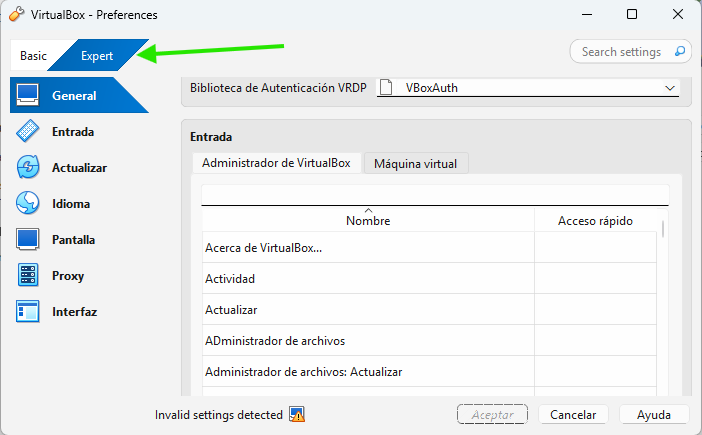 VirtualBox - Preferences
Basic
Expert
Search settings
General
Entrada
Actualizar
Idioma
Pantalla
Proxy
Interfaz
Biblioteca de Autenticación VRDP
VBoxAuth
Entrada
Administrador de VirtualBox
Máquina virtual
Nombre
Acceso rápido
Acerca de VirtualBox...
Actividad
Actualizar
ADministrador de archivos
Administrador de archivos: Actualizar
Invalid settings detected
Aceptar
Cancelar
Ayuda